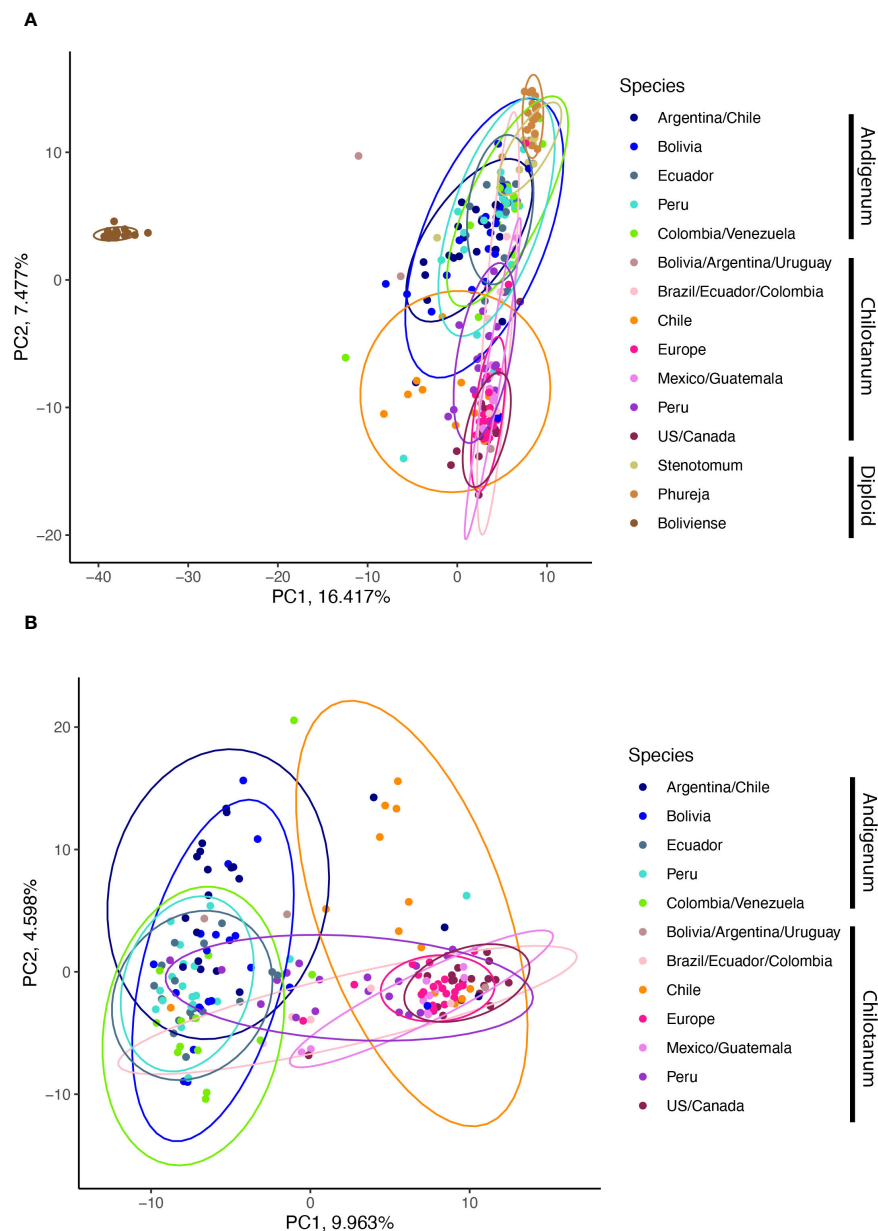 A
10
0
−10
−20
−40
−30
−20
−10
0
10
PC1, 16.417%
PC2, 7.477%
Species
Argentina/Chile
Bolivia
Ecuador
Peru
Colombia/Venezuela
Bolivia/Argentina/Uruguay
Brazil/Ecuador/Colombia
Chile
Europe
Mexico/Guatemala
Peru
US/Canada
Stenotomum
Phureja
Boliviense
Andigenum
Chilotanum
Diploid
B
20
10
0
−10
−10
0
10
PC1, 9.963%
PC2, 4.598%
Species
Argentina/Chile
Bolivia
Ecuador
Peru
Colombia/Venezuela
Bolivia/Argentina/Uruguay
Brazil/Ecuador/Colombia
Chile
Europe
Mexico/Guatemala
Peru
US/Canada
Andigenum
Chilotanum